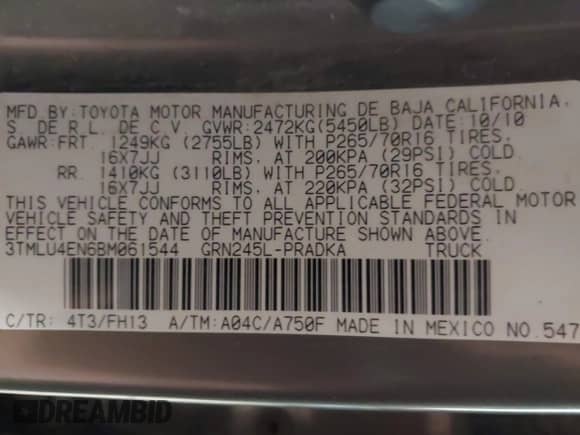 MFD BY:TOYOTA MOTOR MANUFACTURING DE BAJA CALIFORNIA.
S. DE R.L. DE C.V. GVWR:2472KG(5450LB) DATE:10/10
GAWR:FRT 1249KG (2755LB) WITH P265/70R16 TIRES.
16X7JJ RIMS, AT 200KPA (29PSI) COLD
RR 1410KG (3110LB) WITH P265/70R16 TIRES.
16X7JJ RIMS, AT 220KPA (32PSI) COLD
THIS VEHICLE CONFORMS TO ALL APPLICABLE FEDERAL MOTOR
VEHICLE SAFETY AND THEFT PREVENTION STANDARDS IN
EFFECT ON THE DATE OF MANUFACTURE SHOWN ABOVE.
3TMLU4EN6BM061544 GRN245L-PRADKA TRUCK
C/TR: 4T3/FH13 A/TM:A04C/A750F MADE IN MEXICO NO.547
DREAMBID